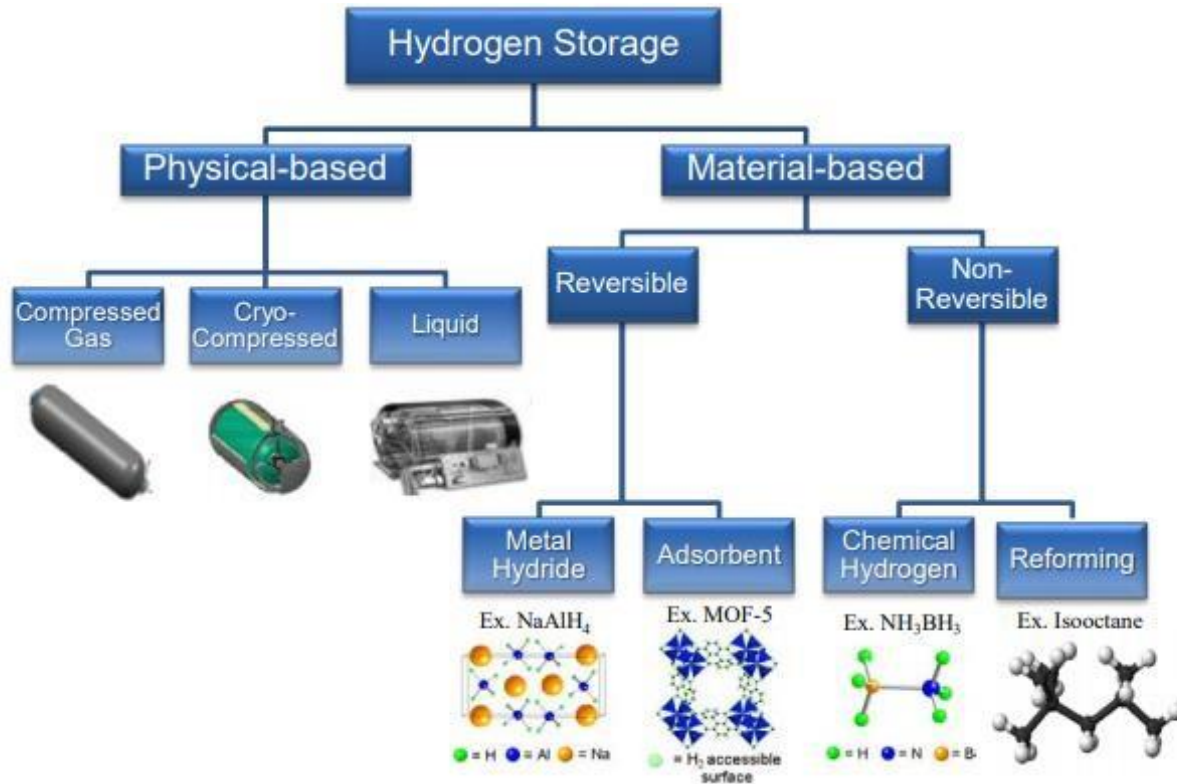 Hydrogen Storage
Physical-based
Material-based
Reversible
Non-
Reversible
Compressed
Gas
Cryo-
Compressed
Liquid
Metal
Hydride
Adsorbent
Chemical
Hydrogen
Reforming
Ex. NaAlH₄
Ex. MOF-5
Ex. NH₃BH₃
Ex. Isooctane
= H = Al = Na
= H₂ accessible
surface
= H = N = B-